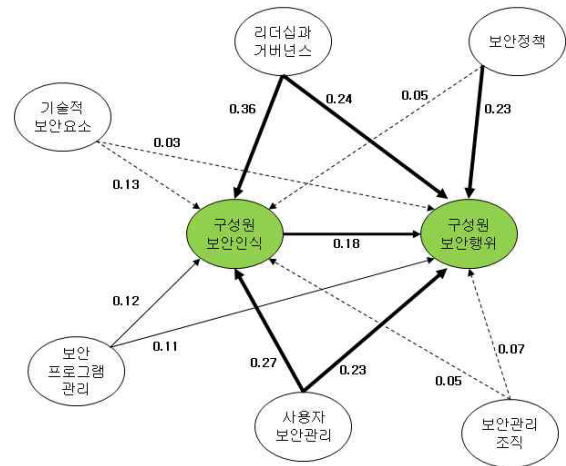 리더십과
거버넌스
보안정책
기술적
보안요소
0.36
0.24
0.05
0.23
0.03
0.13
구성원
보안인식
구성원
보안행위
0.18
0.12
0.11
0.27
0.23
0.05
0.07
보안
프로그램
관리
사용자
보안관리
보안관리
조직